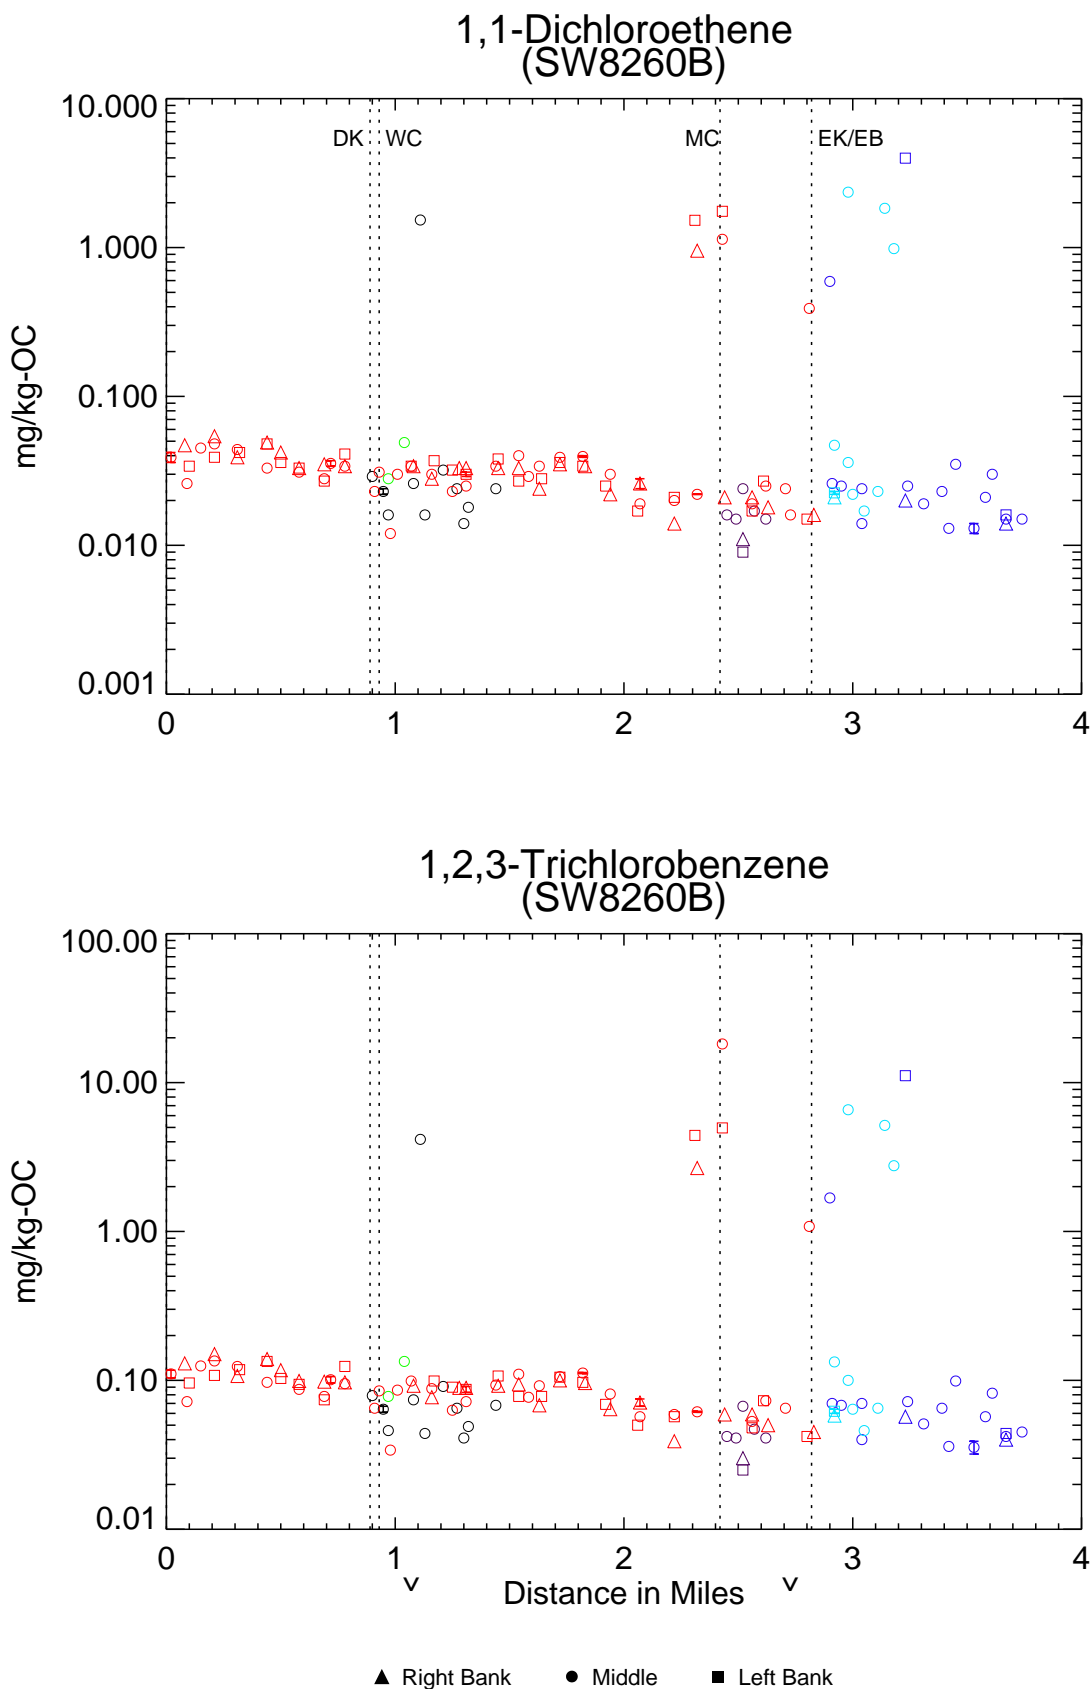 1,1-Dichloroethene
(SW8260B)
10.000
DK WC MC EK/EB
1.000
0.100
mg/kg-OC
0.010
0.001
0 1 2 3 4
1,2,3-Trichlorobenzene
(SW8260B)
100.00
10.00
1.00
mg/kg-OC
0.10
0.01
0 1 2 3 4
v Distance in Miles v
Right Bank Middle Left Bank